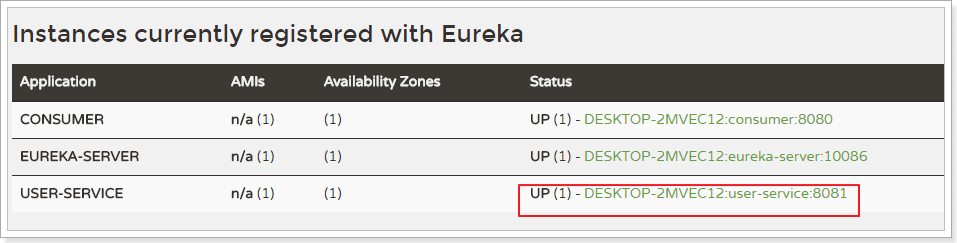 Instances currently registered with Eureka
Application AMIs Availability Zones Status
CONSUMER n/a (1) (1) UP (1) - DESKTOP-2MVEC12:consumer:8080
EUREKA-SERVER n/a (1) (1) UP (1) - DESKTOP-2MVEC12:eureka-server:10086
USER-SERVICE n/a (1) (1) UP (1) - DESKTOP-2MVEC12:user-service:8081